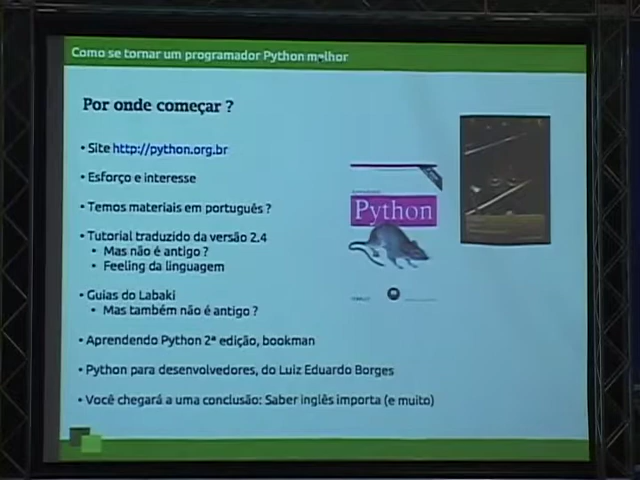 Como se tornar um programador Python melhor
Por onde começar ?
• Site http://python.org.br
• Esforço e interesse
• Temos materiais em português ?
• Tutorial traduzido da versão 2.4
• Mas não é antigo ?
• Feeling da linguagem
• Guias do Labaki
• Mas também não é antigo ?
• Aprendendo Python 2ª edição, bookman
• Python para desenvolvedores, do Luiz Eduardo Borges
• Você chegará a uma conclusão: Saber inglês importa (e muito)
Python